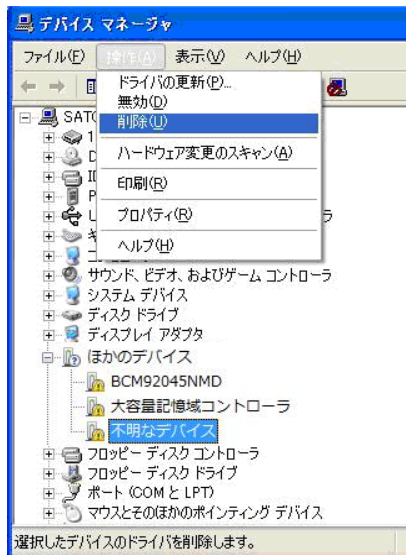 デバイス マネージャ
ファイル(F) 操作(A) 表示(V) ヘルプ(H)
ドライバの更新(P)...
無効(D)
削除(U)
ハードウェア変更のスキャン(A)
印刷(R)
プロパティ(R)
ヘルプ(H)
サウンド、ビデオ、およびゲーム コントローラ
システム デバイス
ディスク ドライブ
ディスプレイ アダプタ
ほかのデバイス
BCM92045NMD
大容量記憶域コントローラ
不明なデバイス
フロッピー ディスク コントローラ
フロッピー ディスク ドライブ
ポート (COM と LPT)
マウスとそのほかのポインティング デバイス
選択したデバイスのドライバを削除します。